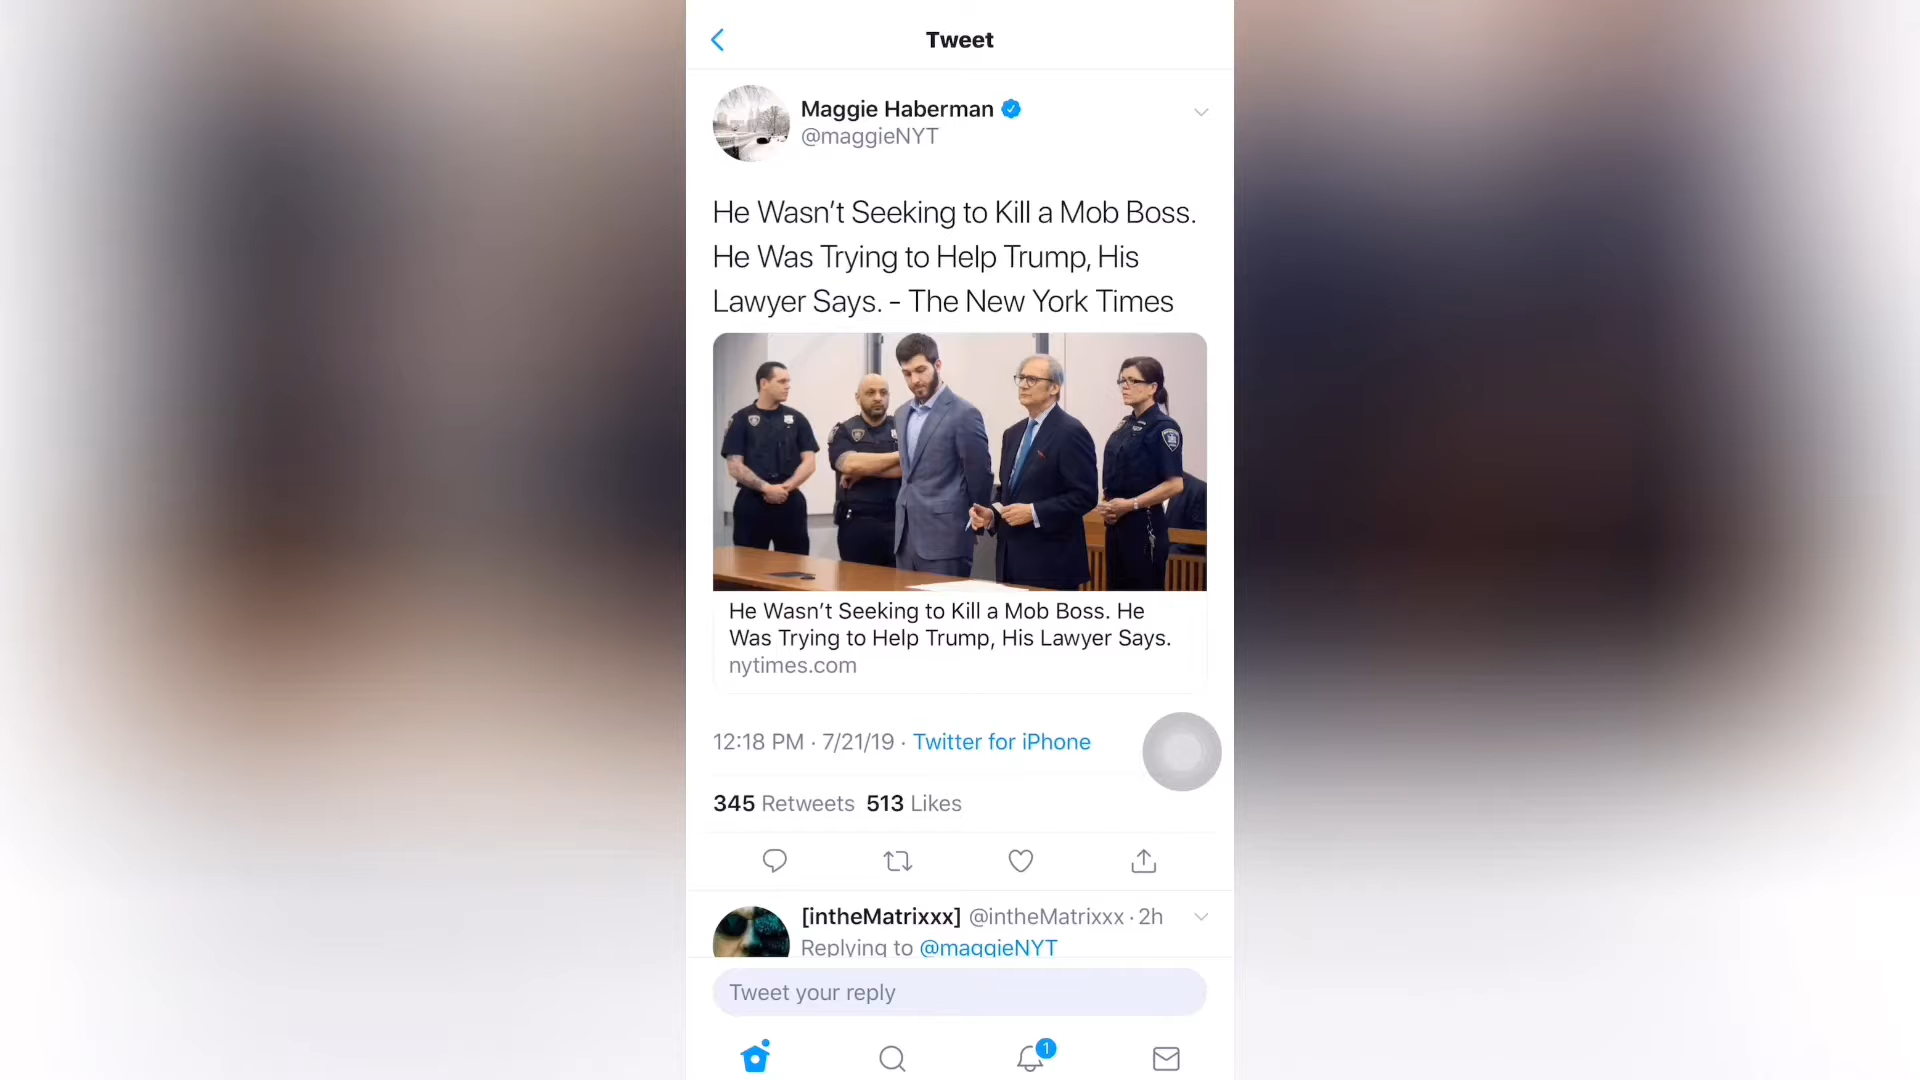 Tweet
Maggie Haberman
@maggieNYT
He Wasn’t Seeking to Kill a Mob Boss.
He Was Trying to Help Trump, His
Lawyer Says. - The New York Times
He Wasn’t Seeking to Kill a Mob Boss. He
Was Trying to Help Trump, His Lawyer Says.
nytimes.com
12:18 PM · 7/21/19 · Twitter for iPhone
345 Retweets 513 Likes
[intheMatrixxx] @intheMatrixxx · 2h
Replying to @maggieNYT
Tweet your reply
1